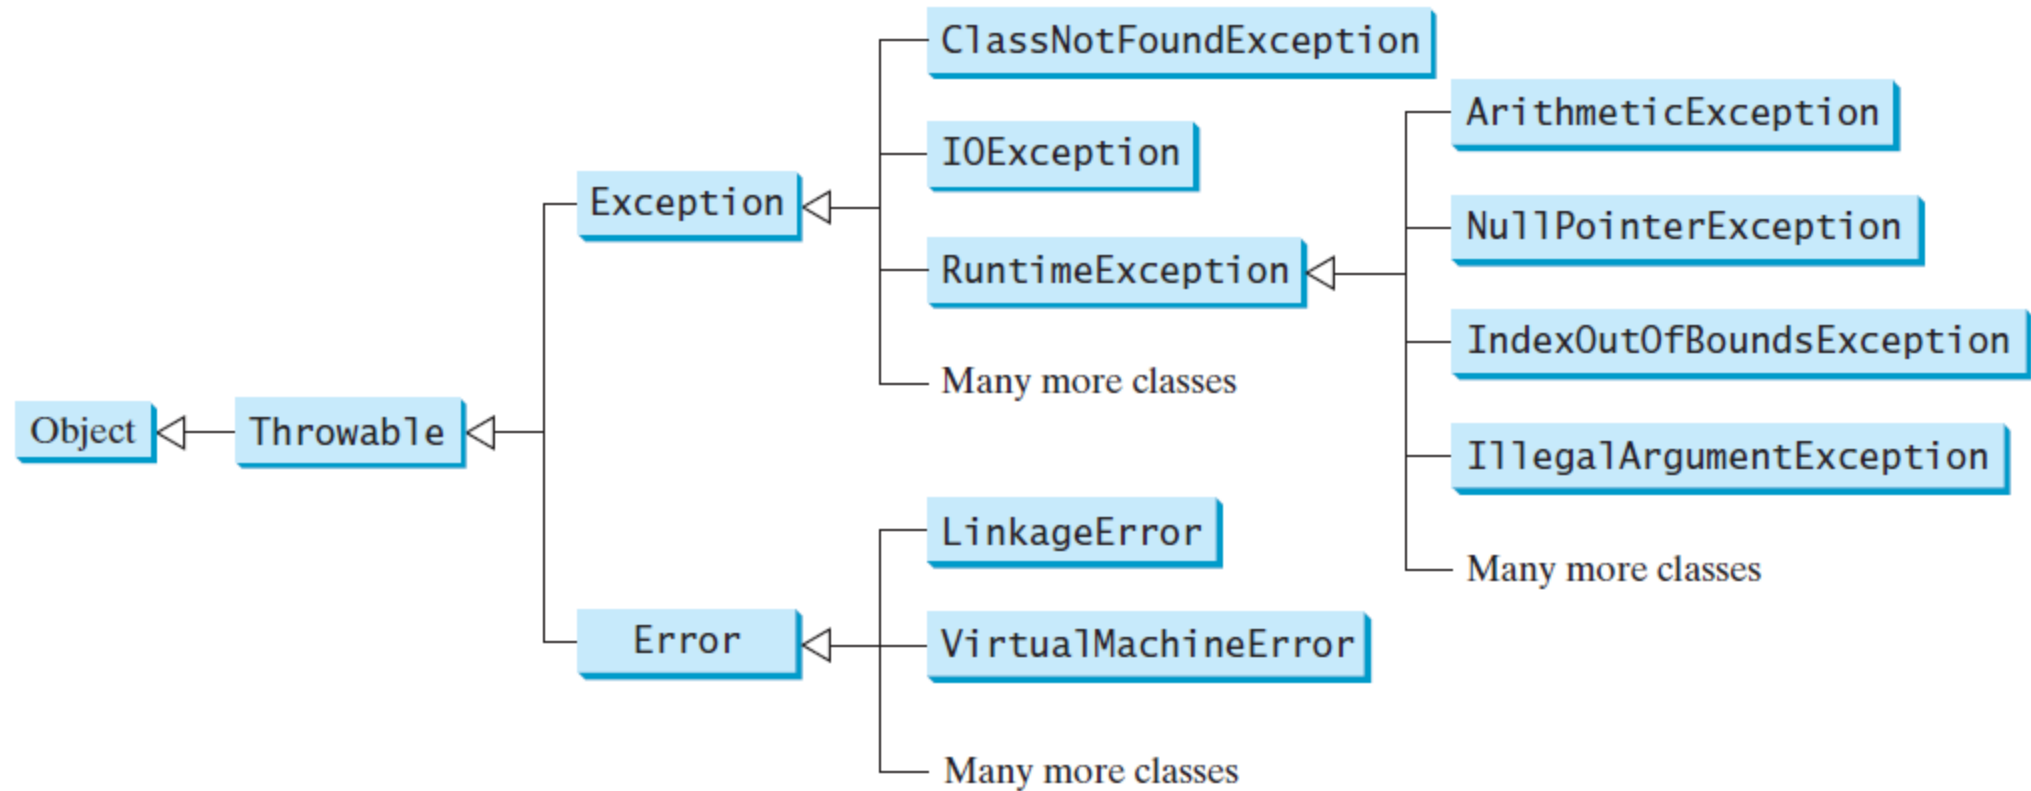 ClassNotFoundException
ArithmeticException
IOException
Exception
NullPointerException
RuntimeException
IndexOutOfBoundsException
Many more classes
Object
Throwable
IllegalArgumentException
LinkageError
Many more classes
Error
VirtualMachineError
Many more classes